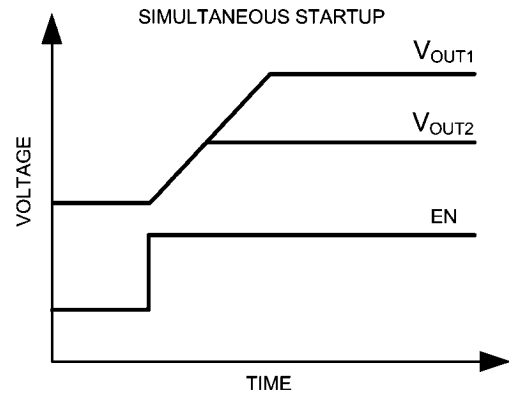 SIMULTANEOUS STARTUP
VOUT1
VOUT2
VOLTAGE
EN
TIME